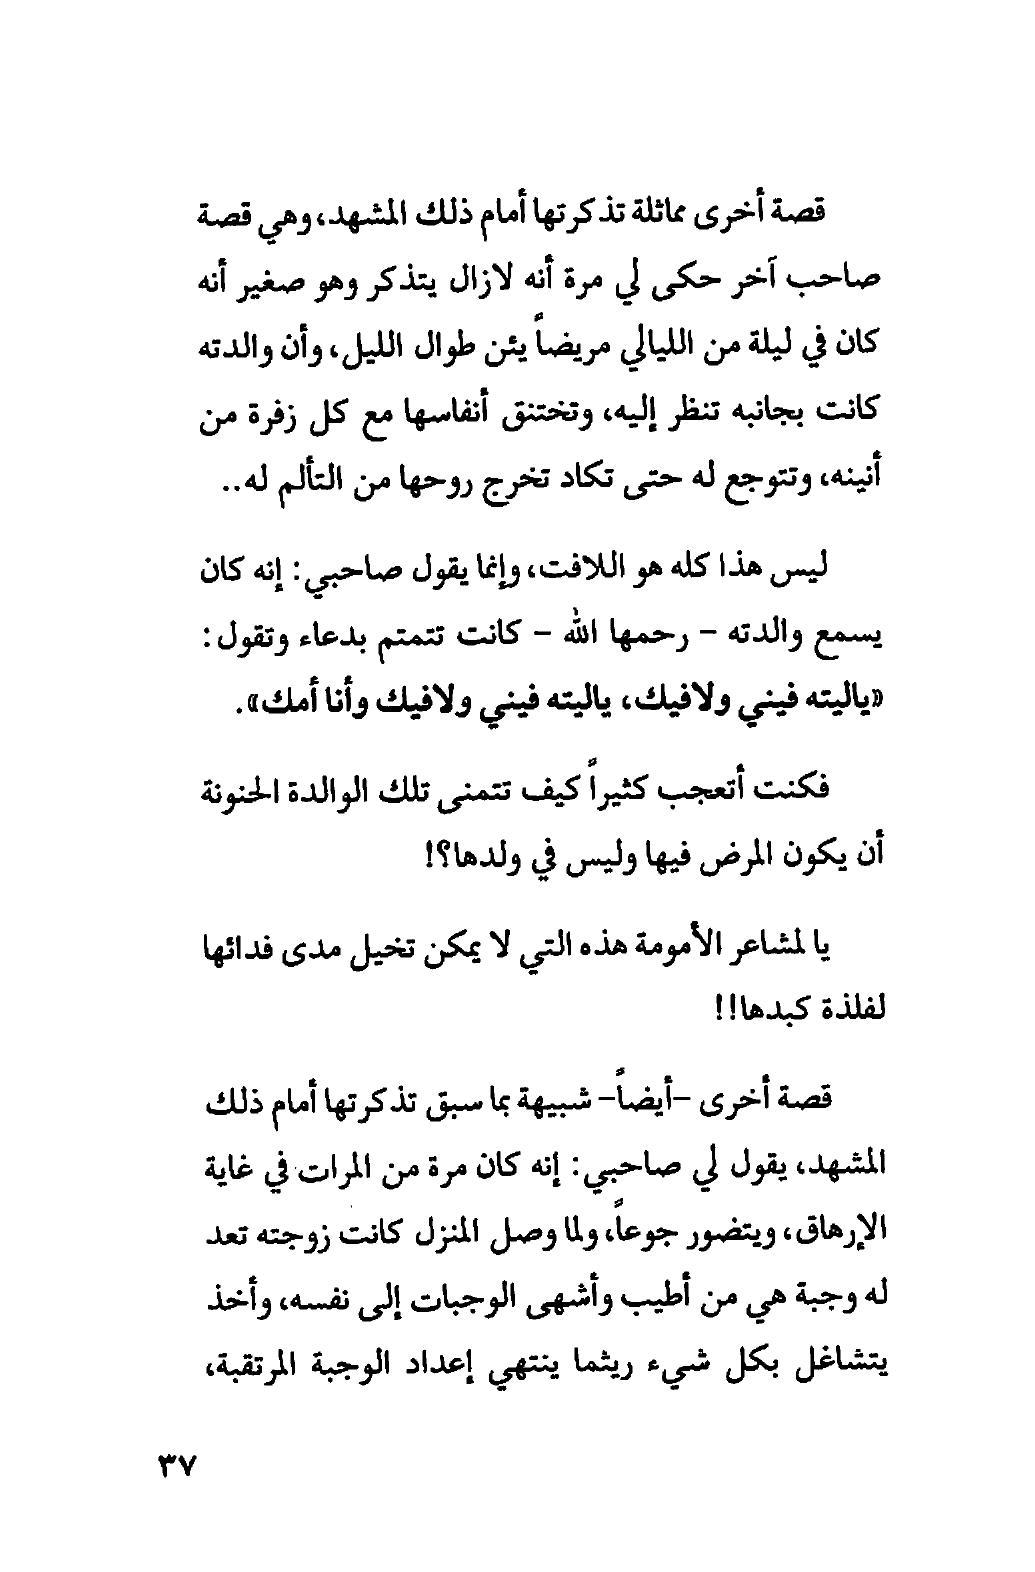 قصة أخرى مماثلة تذكرتها أمام ذلك المشهد، وهي قصة
صاحب آخر حكى لي مرة أنه لازال يتذكر وهو صغير أنه
كان في ليلة من الليالي مريضاً يئن طوال الليل، وأن والدته
كانت بجانبه تنظر إليه، وتختنق أنفاسها مع كل زفرة من
أنينه، وتتوجع له حتى تكاد تخرج روحها من التألم له..
ليس هذا كله هو اللافت، وإنما يقول صاحبي: إنه كان
يسمع والدته - رحمها الله - كانت تتمتم بدعاء وتقول:
«ياليته فيني ولافيك، ياليته فيني ولافيك وأنا أمك».
فكنت أتعجب كثيراً كيف تتمنى تلك الوالدة الحنونة
أن يكون المرض فيها وليس في ولدها؟!
يا لمشاعر الأمومة هذه التي لا يمكن تخيل مدى فدائها
لفلذة كبدها!!
قصة أخرى -أيضاً- شبيهة بما سبق تذكرتها أمام ذلك
المشهد، يقول لي صاحبي: إنه كان مرة من المرات في غاية
الإرهاق، ويتضور جوعاً، ولما وصل المنزل كانت زوجته تعد
له وجبة هي من أطيب وأشهى الوجبات إلى نفسه، وأخذ
يتشاغل بكل شيء ريثما ينتهي إعداد الوجبة المرتقبة،
٣٧